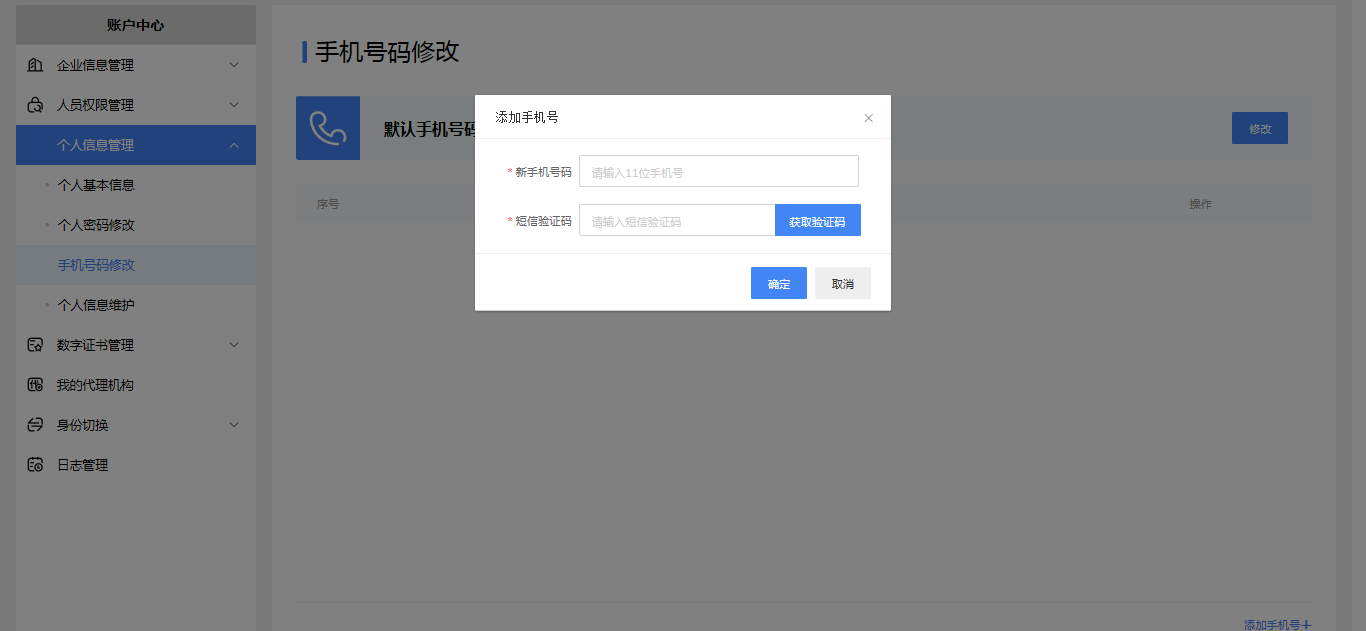 账户中心
企业信息管理
人员权限管理
个人信息管理
个人基本信息
个人密码修改
手机号码修改
个人信息维护
数字证书管理
我的代理机构
身份切换
日志管理
手机号码修改
默认手机号码
修改
序号
操作
添加手机号
* 新手机号码 请输入11位手机号
* 短信验证码 请输入短信验证码 获取验证码
确定 取消
添加手机号+